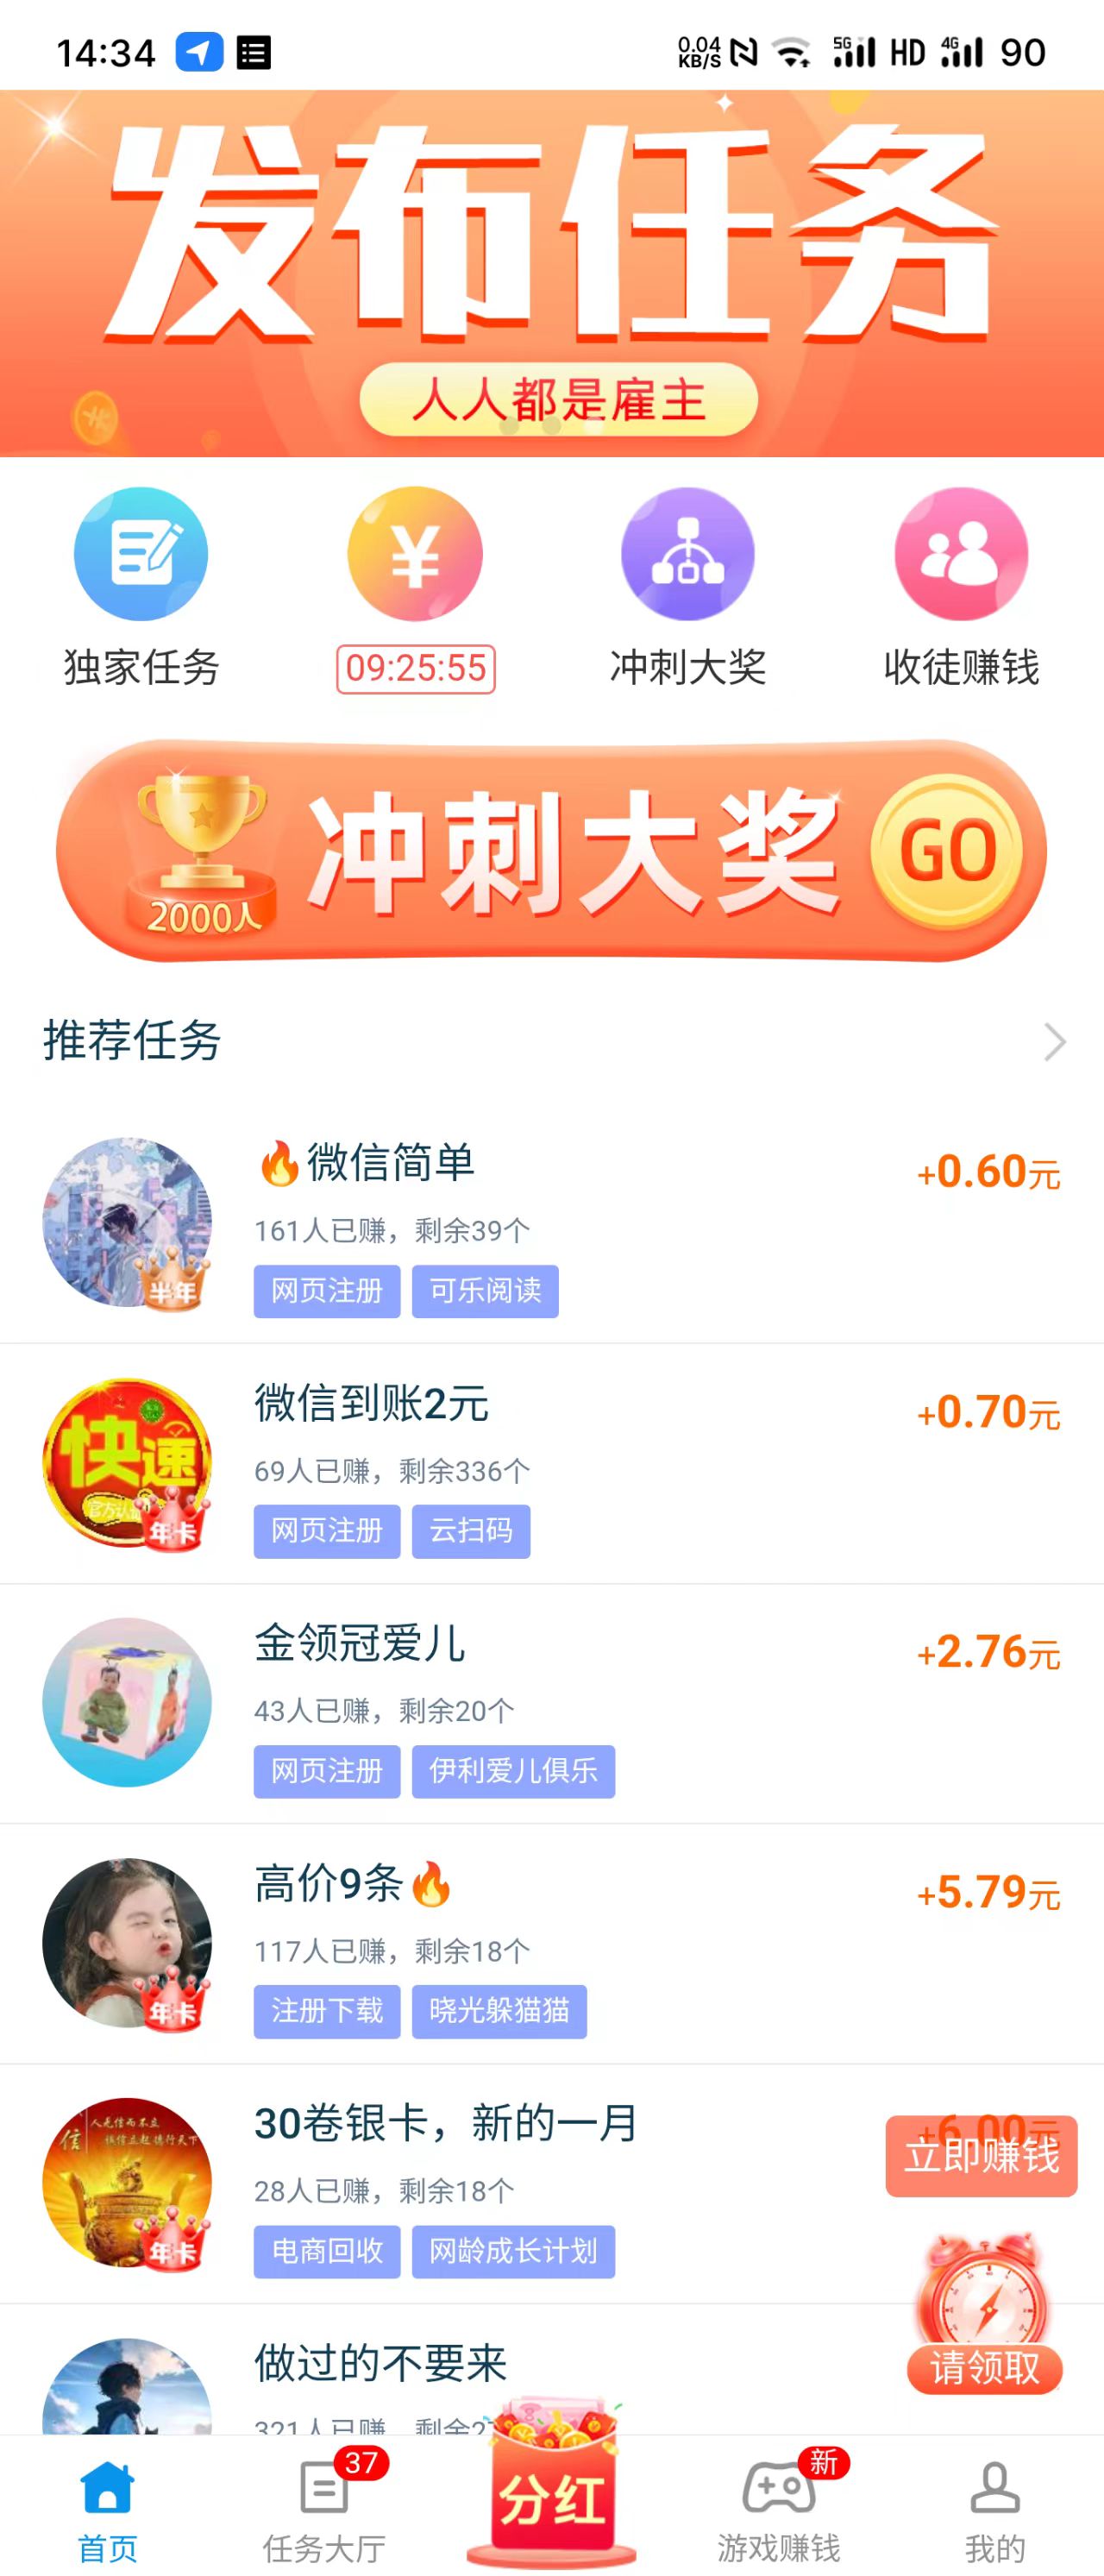 14:34
0.04 KB/S 5G HD 4G 90
发布任务
人人都是雇主
独家任务 09:25:55 冲刺大奖 收徒赚钱
2000人 冲刺大奖 GO
推荐任务
🔥微信简单 +0.60元
半年
161人已赚，剩余39个
网页注册 可乐阅读
微信到账2元 +0.70元
快速
69人已赚，剩余336个
年卡
网页注册 云扫码
金领冠爱儿 +2.76元
43人已赚，剩余20个
网页注册 伊利爱儿俱乐
高价9条🔥 +5.79元
117人已赚，剩余18个
年卡
注册下载 晓光躲猫猫
30卷银卡，新的一月 +6.00元
立即赚钱
人无信而不立
信
28人已赚，剩余18个
年卡
电商回收 网龄成长计划
请领取
做过的不要来
321人已赚，剩余2
分红
37
新
首页 任务大厅 游戏赚钱 我的